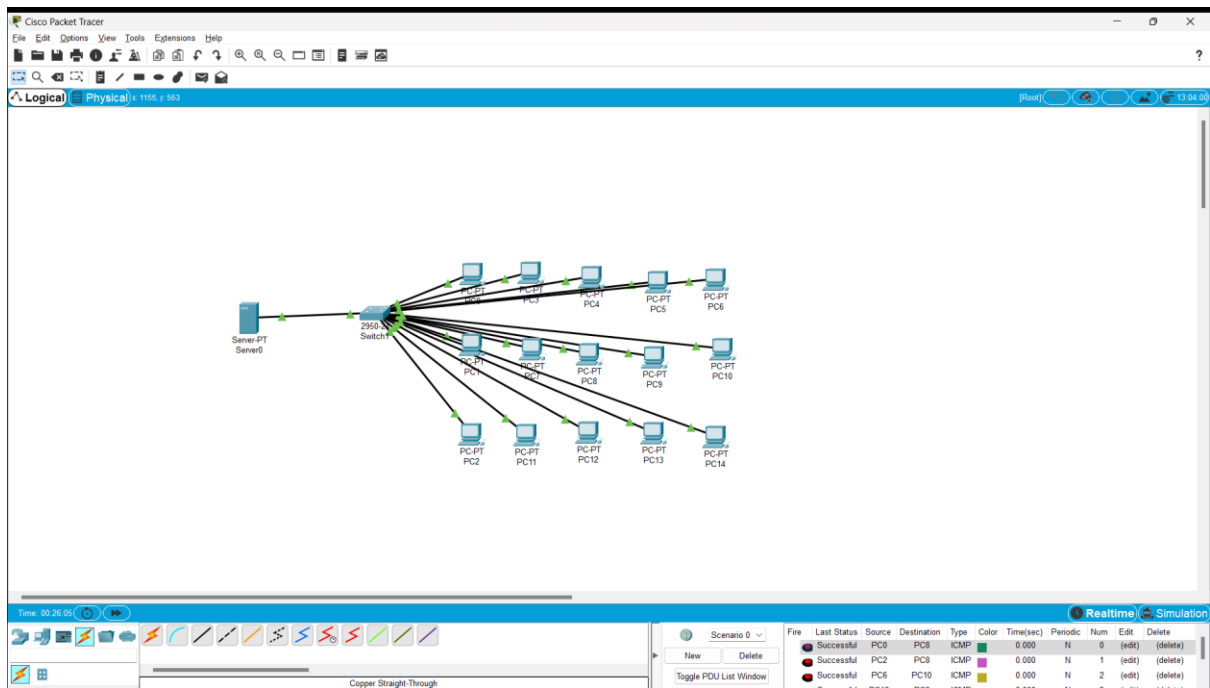 Cisco Packet Tracer
File Edit Options View Tools Extensions Help
?
Logical Physical x: 1155, y: 563 [Root] 13:04:00
PC-PT PC0
PC-PT PC3
PC-PT PC4
PC-PT PC5
PC-PT PC6
Server-PT Server0
Switch1
PC-PT PC1
PC-PT PC7
PC-PT PC8
PC-PT PC9
PC-PT PC10
PC-PT PC2
PC-PT PC11
PC-PT PC12
PC-PT PC13
PC-PT PC14
Time: 00:26:05 Realtime Simulation
Scenario 0
New Delete
Toggle PDU List Window
Copper Straight-Through
Fire Last Status Source Destination Type Color Time(sec) Periodic Num Edit Delete
Successful PC0 PC8 ICMP 0.000 N 0 (edit) (delete)
Successful PC2 PC8 ICMP 0.000 N 1 (edit) (delete)
Successful PC6 PC10 ICMP 0.000 N 2 (edit) (delete)